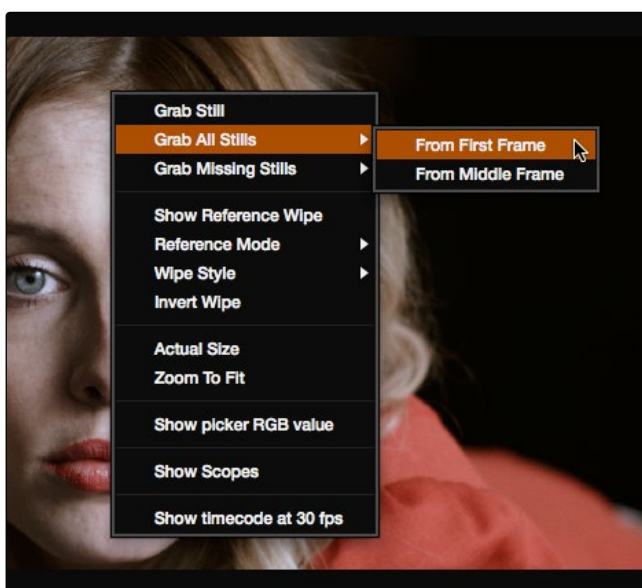 Grab Still
Grab All Stills
Grab Missing Stills
From First Frame
From Middle Frame
Show Reference Wipe
Reference Mode
Wipe Style
Invert Wipe
Actual Size
Zoom To Fit
Show picker RGB value
Show Scopes
Show timecode at 30 fps